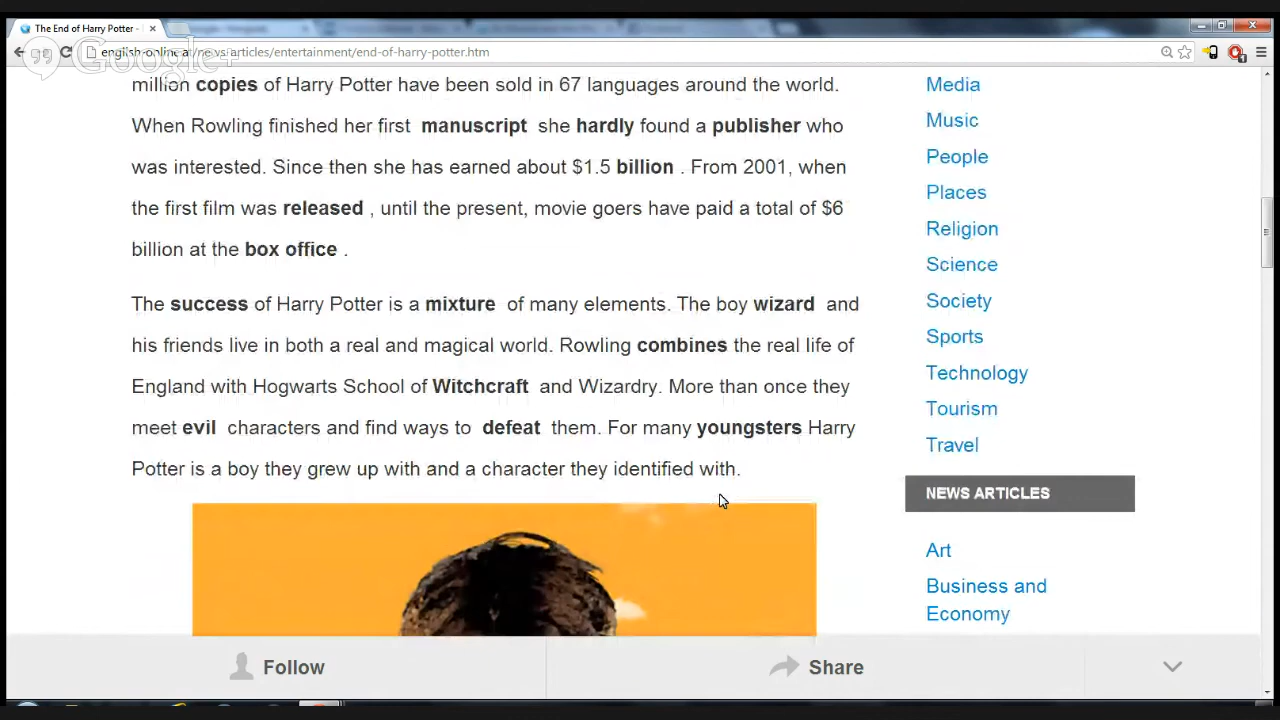 The End of Harry Potter -
english-online.at/news/articles/entertainment/end-of-harry-potter.htm
Google+
million copies of Harry Potter have been sold in 67 languages around the world.
When Rowling finished her first manuscript she hardly found a publisher who
was interested. Since then she has earned about $1.5 billion . From 2001, when
the first film was released , until the present, movie goers have paid a total of $6
billion at the box office .
The success of Harry Potter is a mixture of many elements. The boy wizard and
his friends live in both a real and magical world. Rowling combines the real life of
England with Hogwarts School of Witchcraft and Wizardry. More than once they
meet evil characters and find ways to defeat them. For many youngsters Harry
Potter is a boy they grew up with and a character they identified with.
Media
Music
People
Places
Religion
Science
Society
Sports
Technology
Tourism
Travel
NEWS ARTICLES
Art
Business and
Economy
Follow
Share